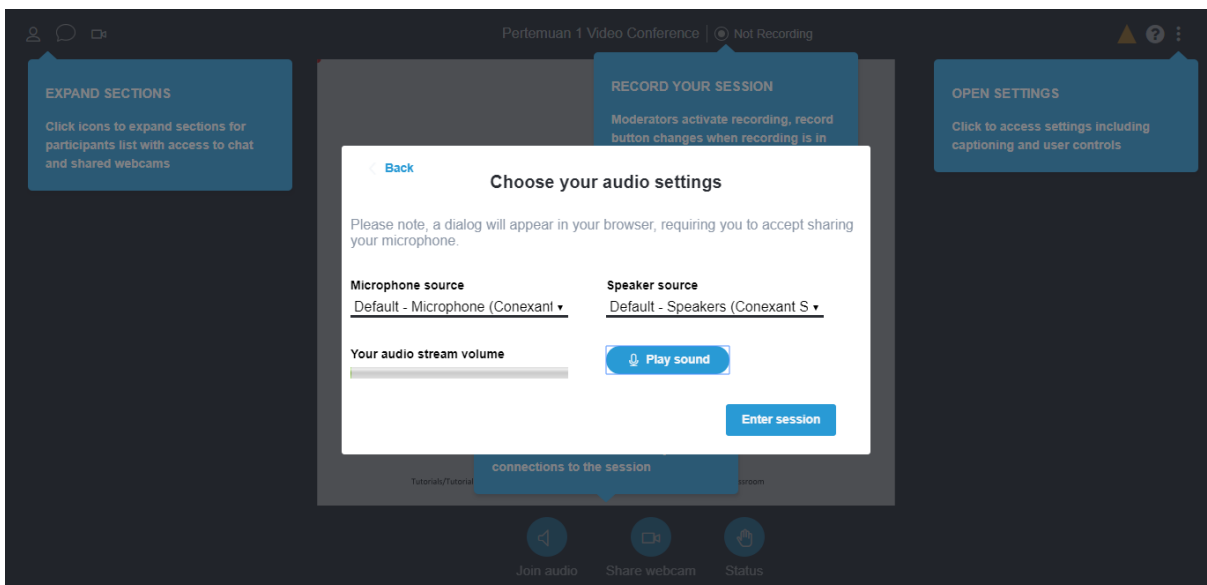 Pertemuan 1 Video Conference | Not Recording
EXPAND SECTIONS
Click icons to expand sections for
participants list with access to chat
and shared webcams
RECORD YOUR SESSION
Moderators activate recording, record
button changes when recording is in
OPEN SETTINGS
Click to access settings including
captioning and user controls
Back
Choose your audio settings
Please note, a dialog will appear in your browser, requiring you to accept sharing
your microphone.
Microphone source
Default - Microphone (Conexant
Speaker source
Default - Speakers (Conexant S
Your audio stream volume
Play sound
Enter session
connections to the session
Tutorials/Tutorial
Join audio
Share webcam
Status